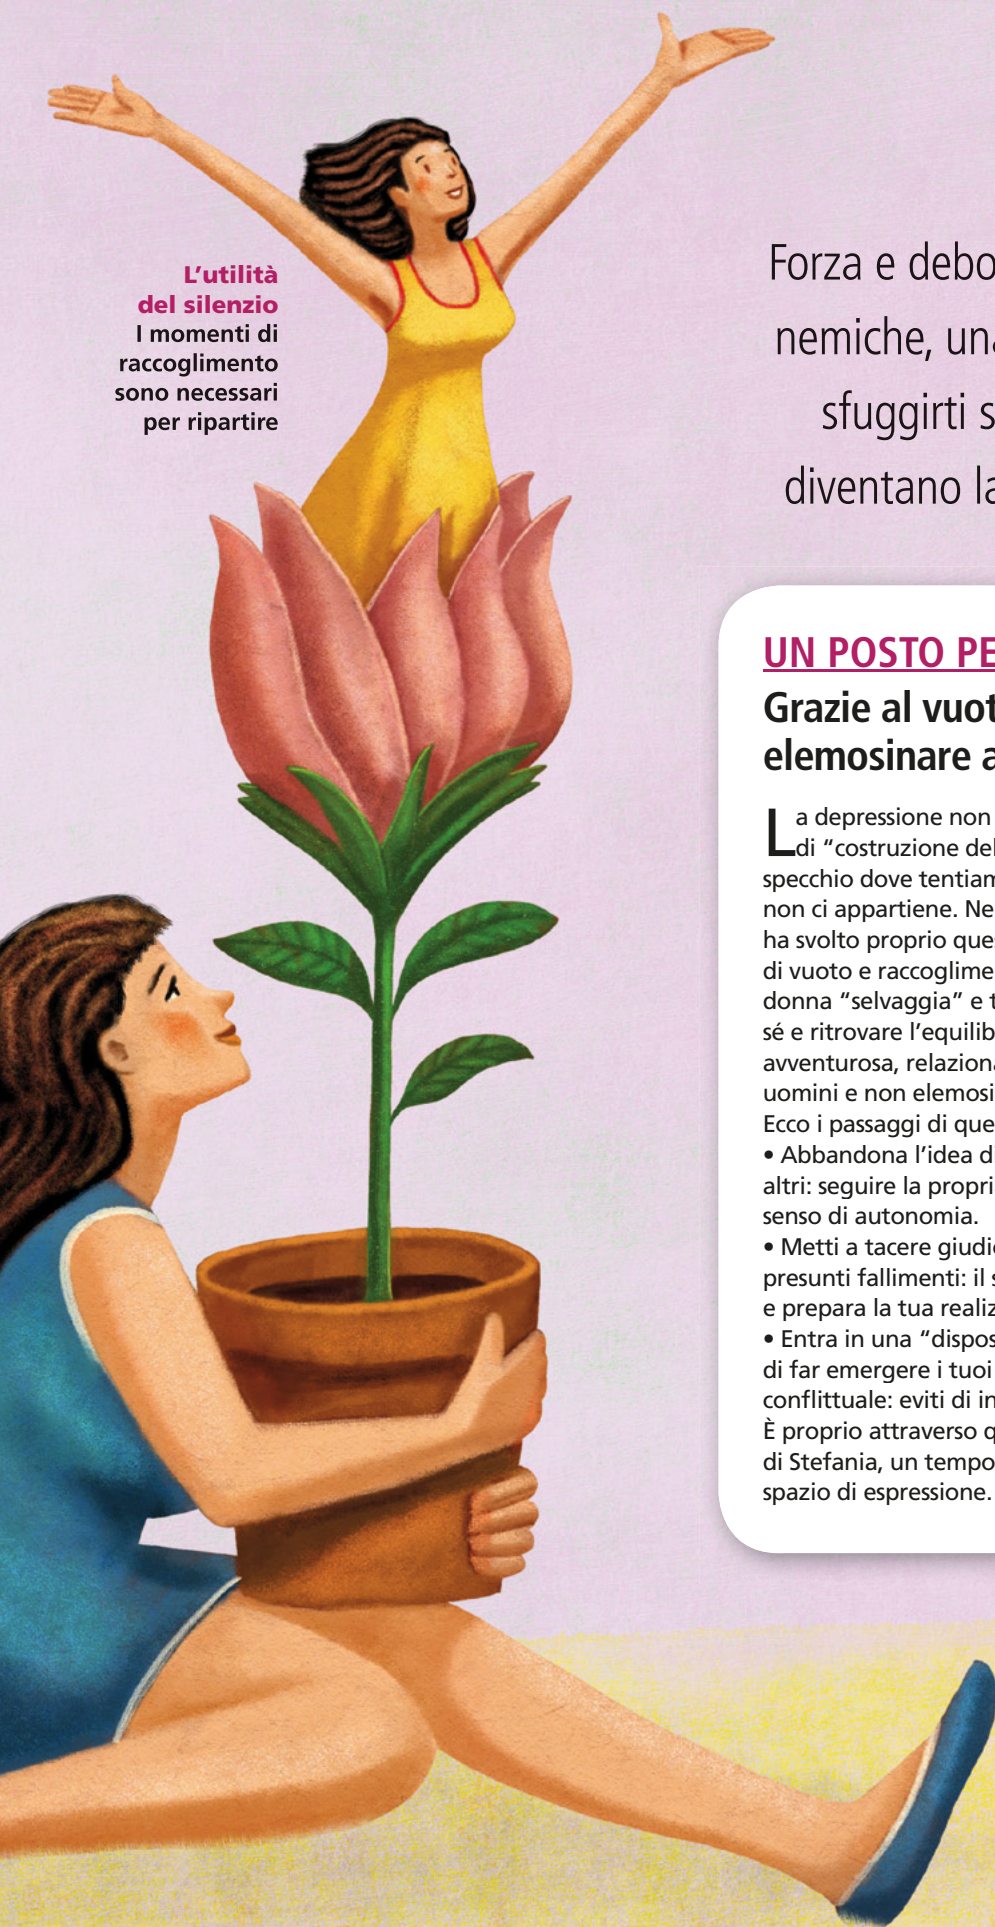 L'utilità
del silenzio
I momenti di
raccoglimento
sono necessari
per ripartire
Forza e debo
nemiche, una
sfuggirti s
diventano la
UN POSTO PE
Grazie al vuot
elemosinare a
La depressione non
di “costruzione del
specchio dove tentiam
non ci appartiene. Ne
ha svolto proprio ques
di vuoto e raccoglime
donna “selvaggia” e t
sé e ritrovare l'equilib
avventurosa, relaziona
uomini e non elemosi
Ecco i passaggi di que
• Abbandona l'idea di
altri: seguire la propri
senso di autonomia.
• Metti a tacere giudic
presunti fallimenti: il s
e prepara la tua realiz
• Entra in una “dispos
di far emergere i tuoi
conflittuale: eviti di in
È proprio attraverso q
di Stefania, un tempo
spazio di espressione.